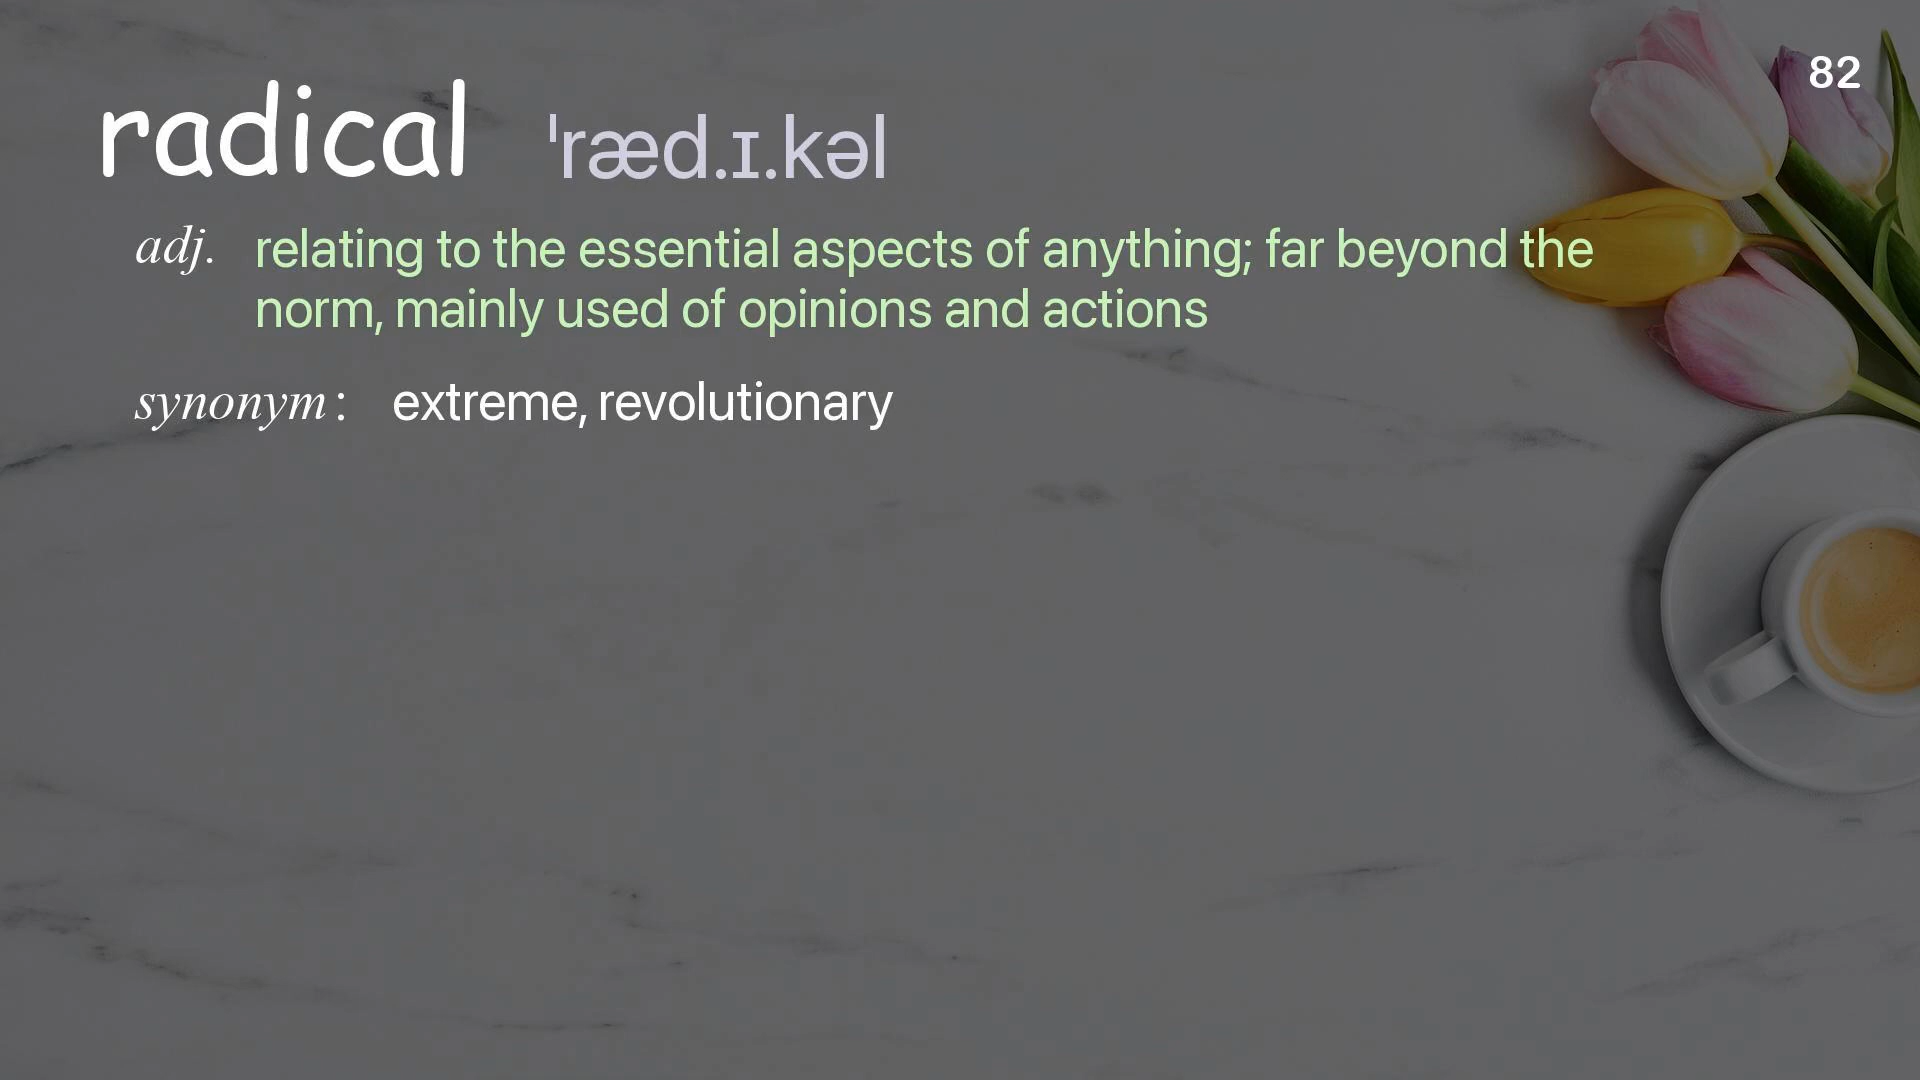 82
radical ˈræd.ɪ.kəl
adj. relating to the essential aspects of anything; far beyond the
norm, mainly used of opinions and actions
synonym : extreme, revolutionary